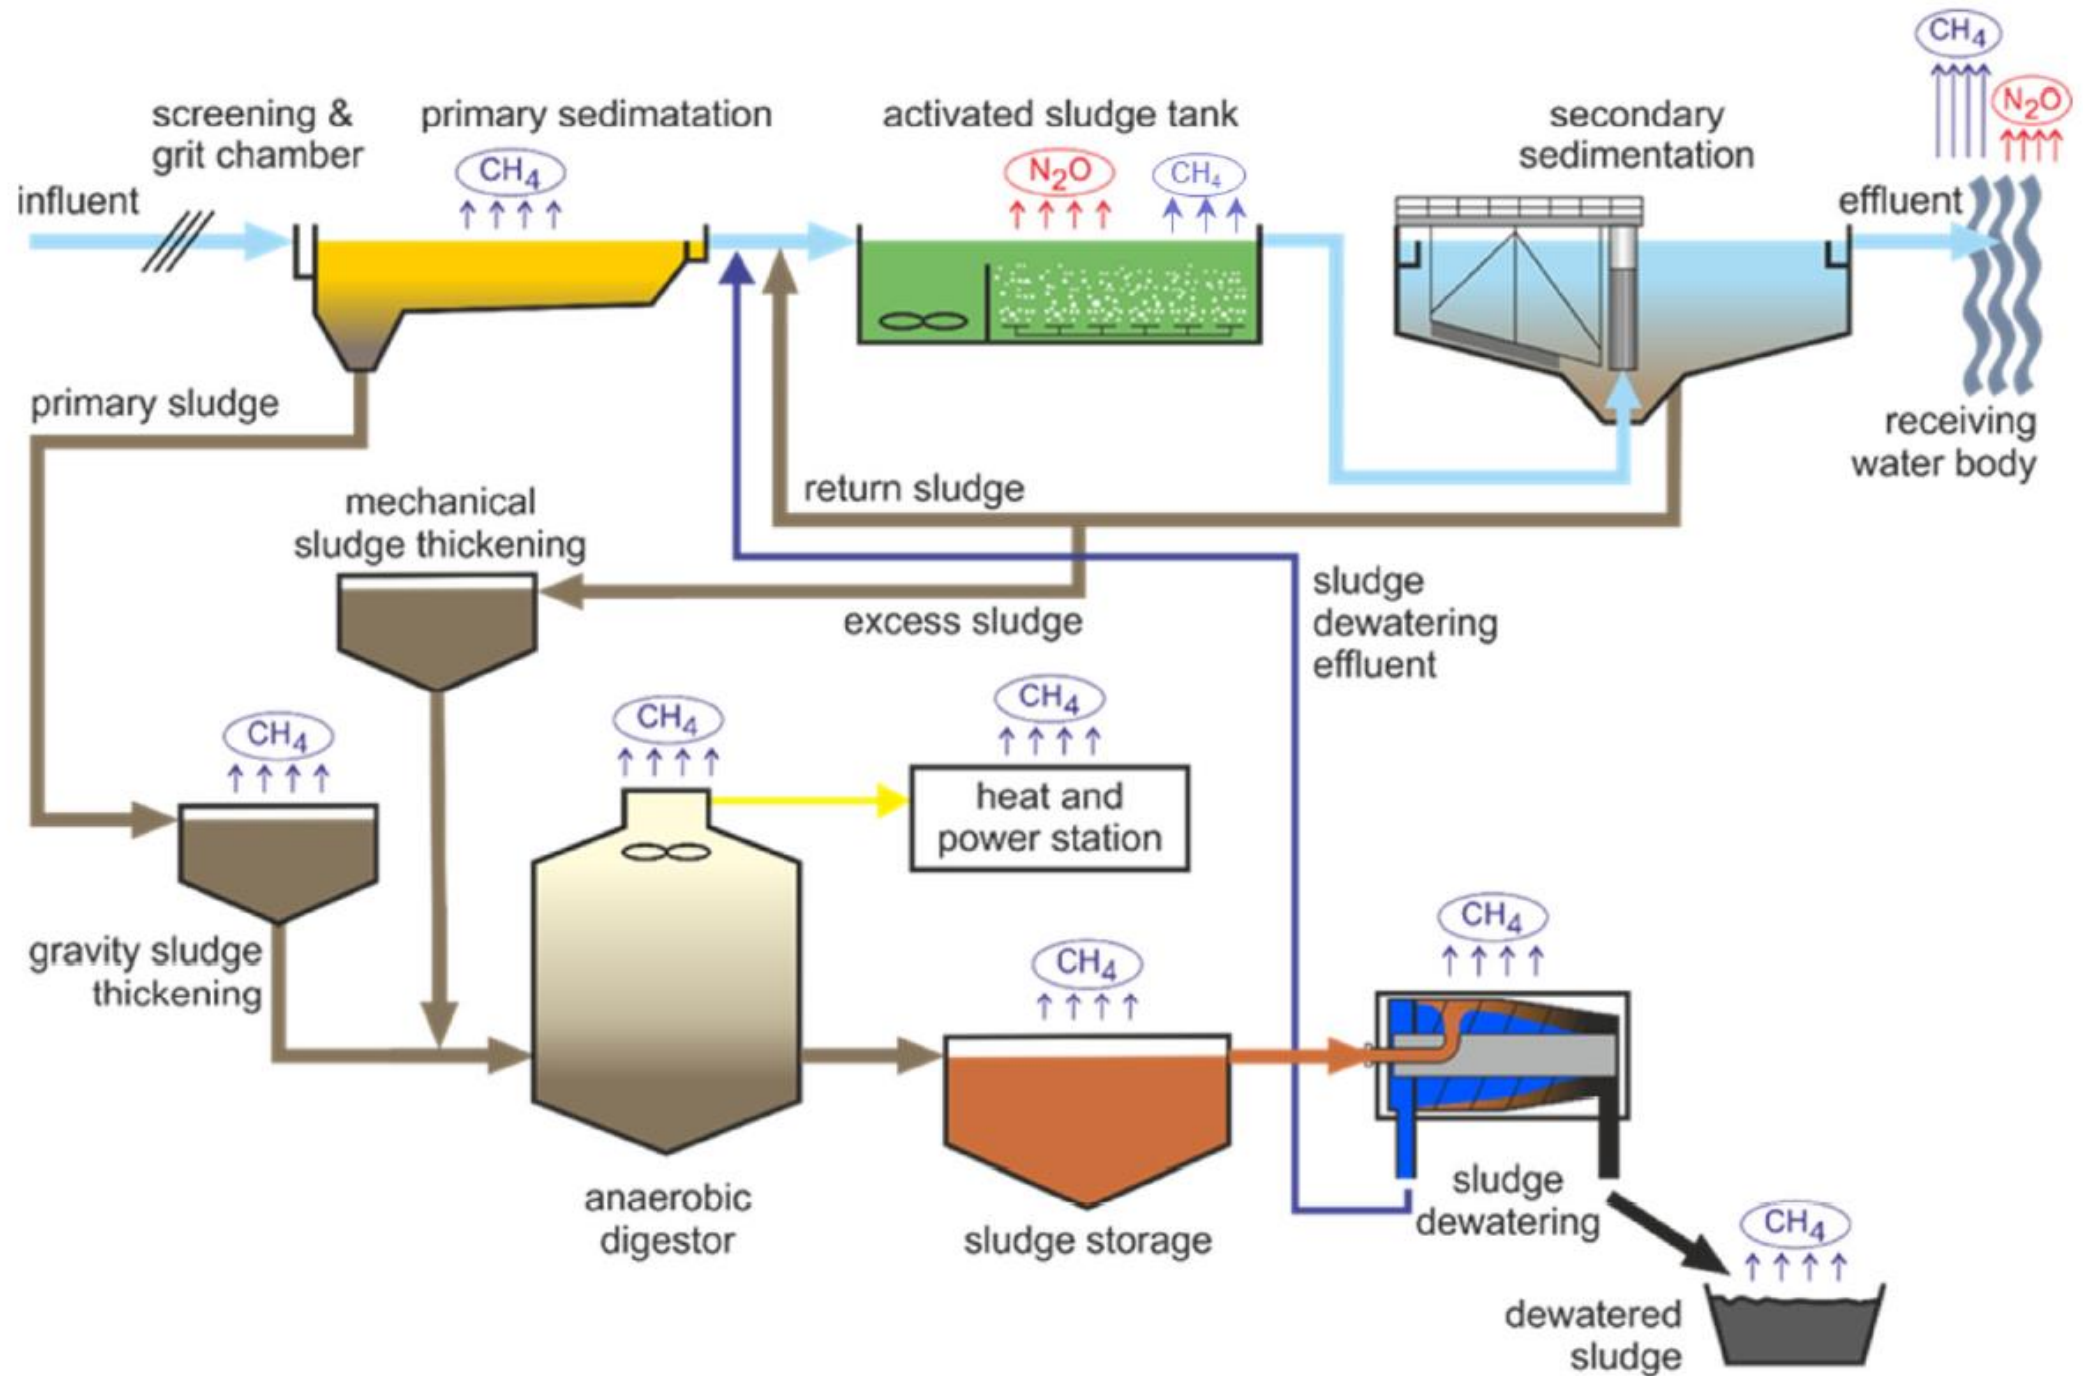 CH4
N2O
screening &
grit chamber
primary sedimatation
CH4
activated sludge tank
N2O
CH4
secondary
sedimentation
influent
effluent
receiving
water body
primary sludge
return sludge
mechanical
sludge thickening
excess sludge
sludge
dewatering
effluent
CH4
CH4
CH4
heat and
power station
gravity sludge
thickening
CH4
CH4
anaerobic
digestor
sludge storage
sludge
dewatering
CH4
dewatered
sludge